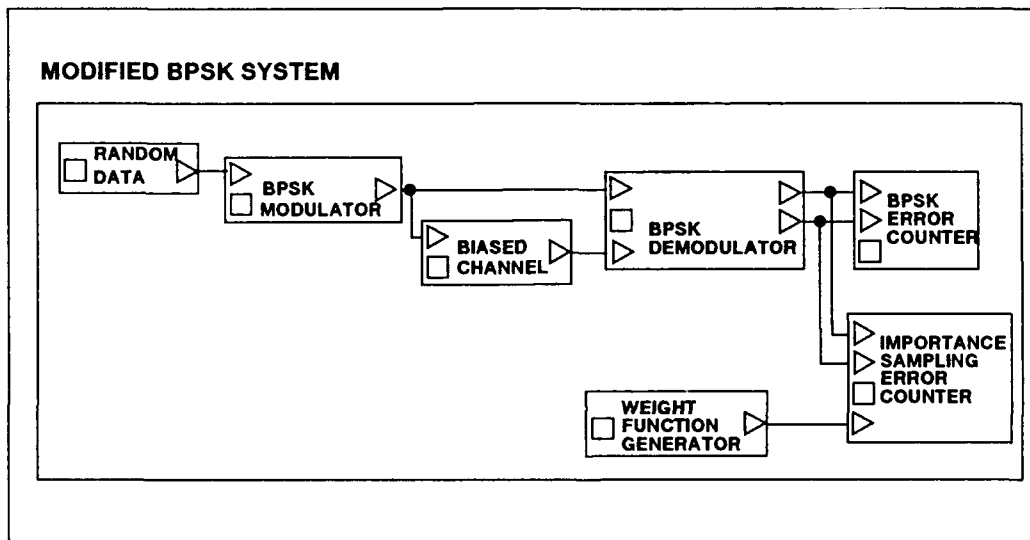 MODIFIED BPSK SYSTEM
RANDOM
DATA
BPSK
MODULATOR
BIASED
CHANNEL
BPSK
DEMODULATOR
BPSK
ERROR
COUNTER
IMPORTANCE
SAMPLING
ERROR
COUNTER
WEIGHT
FUNCTION
GENERATOR